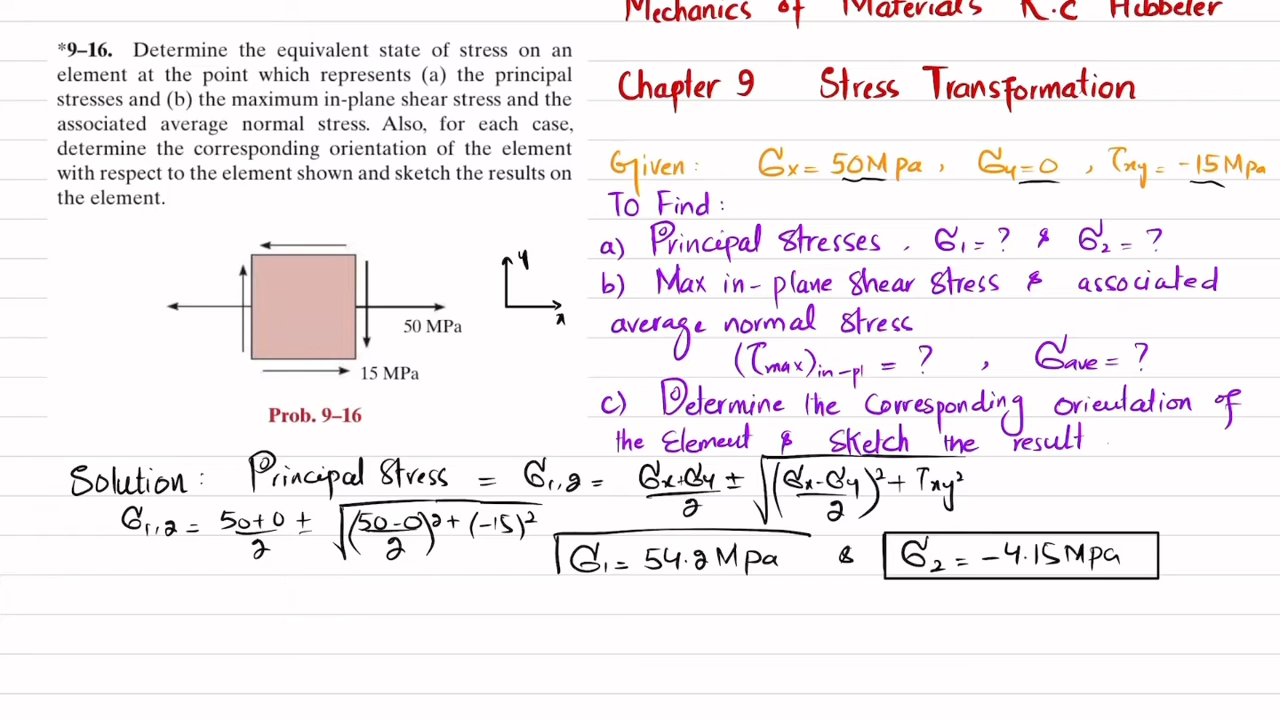 Mechanics of Materials R.C Hibbeler
*9–16. Determine the equivalent state of stress on an
element at the point which represents (a) the principal
stresses and (b) the maximum in-plane shear stress and the
associated average normal stress. Also, for each case,
determine the corresponding orientation of the element
with respect to the element shown and sketch the results on
the element.
50 MPa
15 MPa
Prob. 9–16
y
x
Chapter 9 Stress Transformation
Given: σx = 50 Mpa, σy = 0, τxy = -15 Mpa
To Find:
a) Principal Stresses. σ1 = ? & σ2 = ?
b) Max in-plane Shear Stress & associated
average normal Stress
(τmax)in-pl = ? , σave = ?
c) Determine the Corresponding orientation of
the Element & Sketch the result
Solution: Principal Stress = σ1,2 = (σx+σy)/2 ± √((σx-σy)/2)² + τxy²
σ1,2 = (50+0)/2 ± √((50-0)/2)² + (-15)²
σ1 = 54.2 Mpa & σ2 = -4.15 Mpa